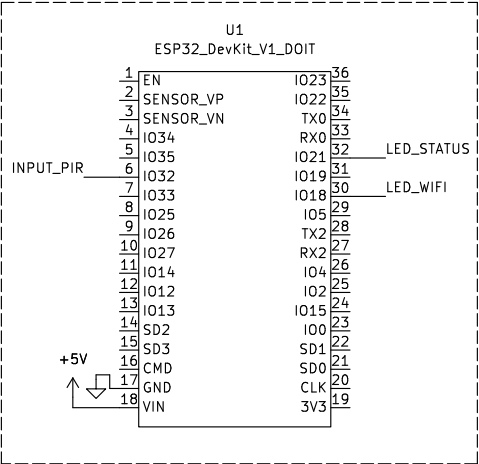 U1
ESP32_DevKit_V1_DOIT
1 EN IO23 36
2 SENSOR_VP IO22 35
3 SENSOR_VN TX0 34
4 IO34 RX0 33
5 IO35 IO21 32 LED_STATUS
INPUT_PIR 6 IO32 IO19 31
7 IO33 IO18 30 LED_WIFI
8 IO25 IO5 29
9 IO26 TX2 28
10 IO27 RX2 27
11 IO14 IO4 26
12 IO12 IO2 25
13 IO13 IO15 24
14 SD2 IO0 23
15 SD3 SD1 22
+5V
16 CMD SD0 21
17 GND CLK 20
18 VIN 3V3 19